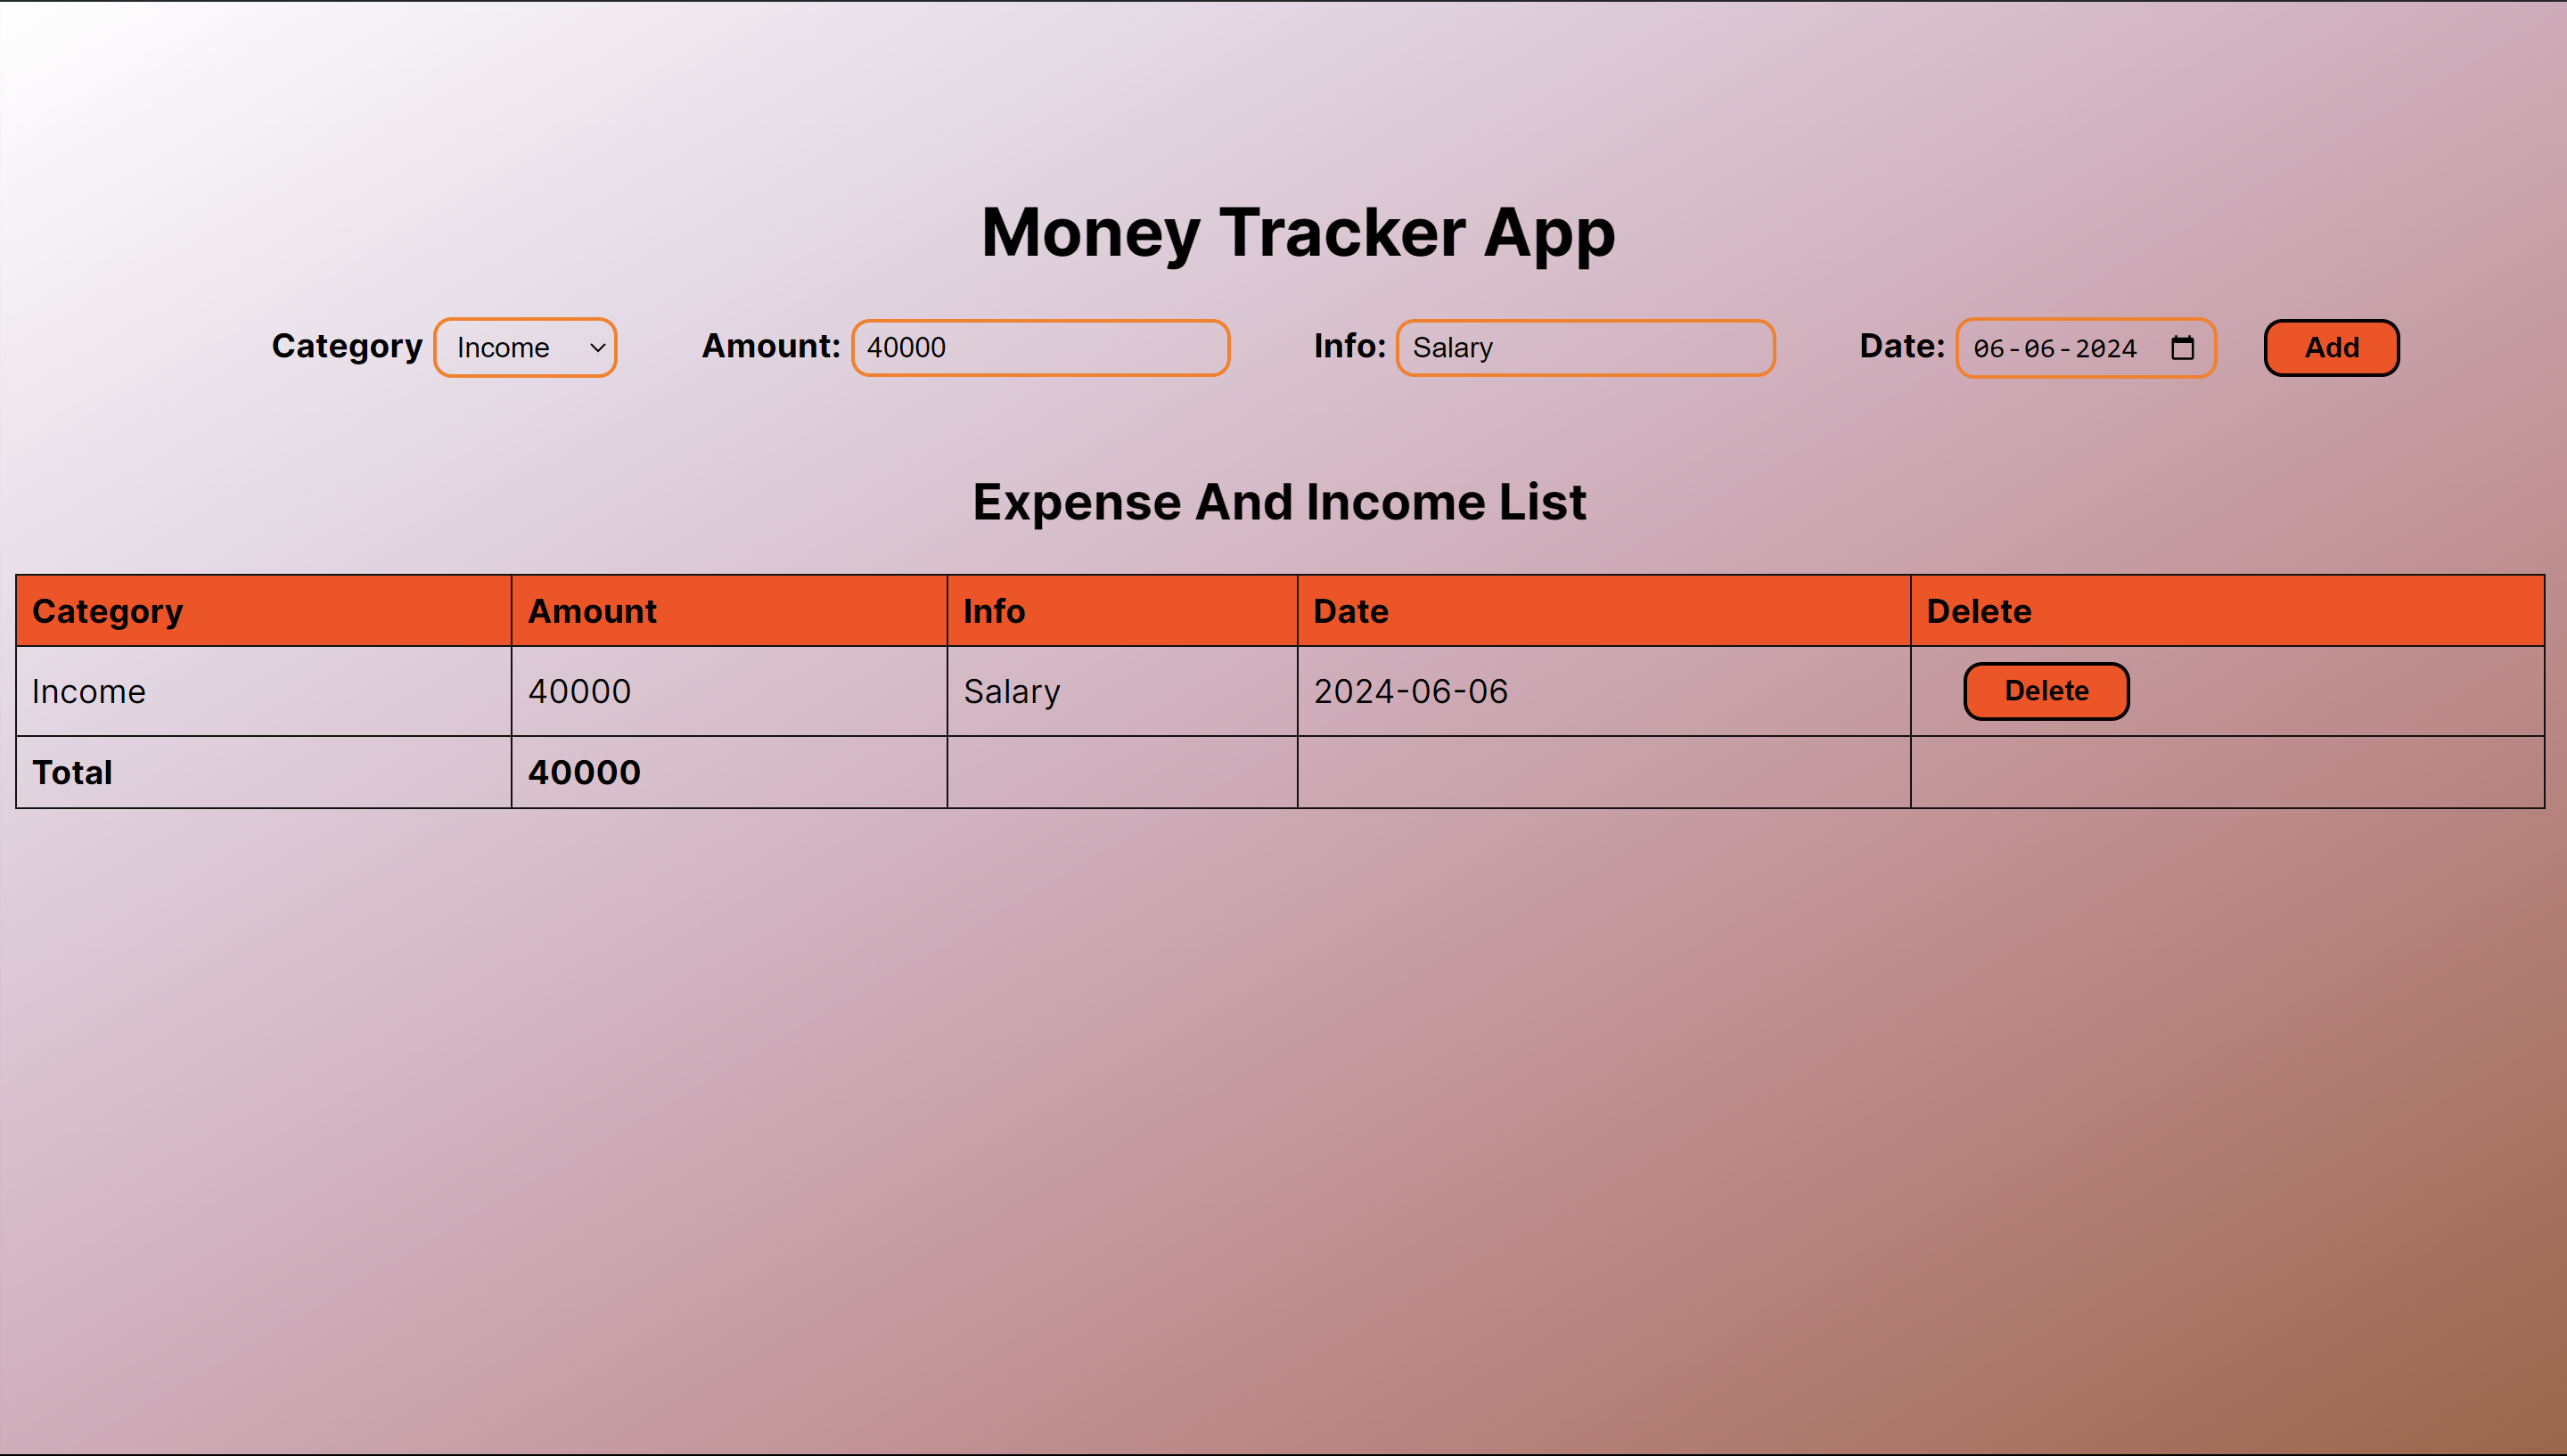 Money Tracker App
Category Income Amount: 40000 Info: Salary Date: 06-06-2024 Add
Expense And Income List
Category Amount Info Date Delete
Income 40000 Salary 2024-06-06 Delete
Total 40000